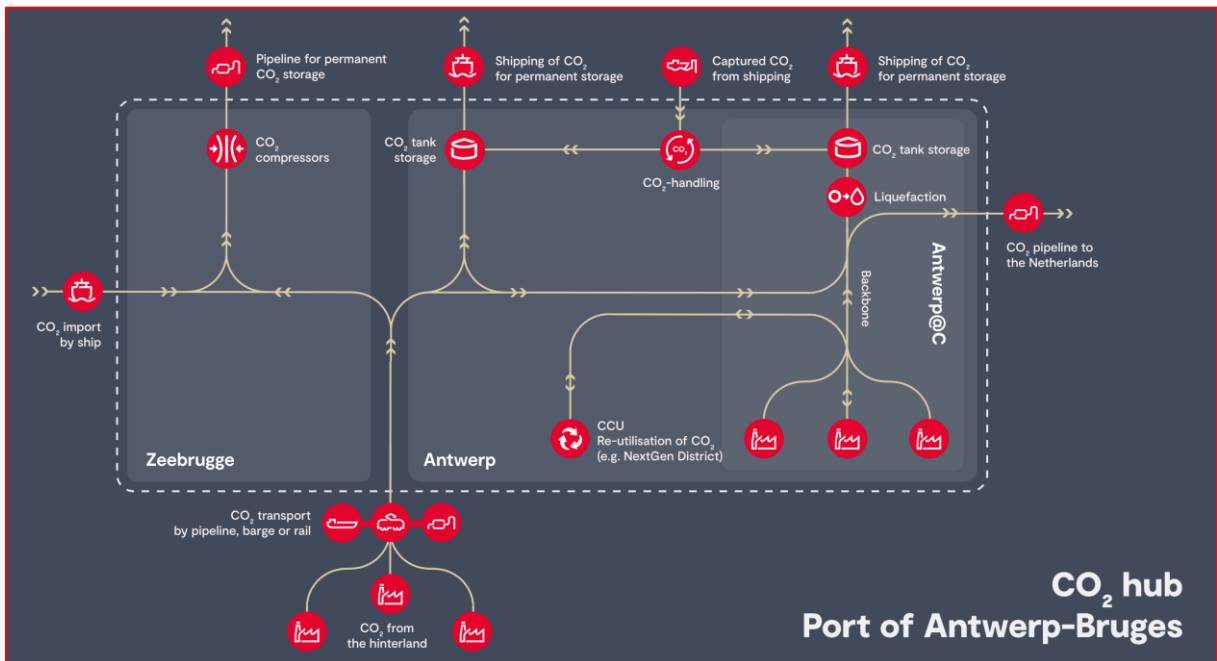 Pipeline for permanent
CO₂ storage
Shipping of CO₂
for permanent storage
Captured CO₂
from shipping
Shipping of CO₂
for permanent storage
CO₂
compressors
CO₂ tank
storage
CO₂
CO₂-handling
CO₂ tank storage
Liquefaction
CO₂ pipeline to
the Netherlands
Antwerp@C
Backbone
CO₂ import
by ship
CCU
Re-utilisation of CO₂
(e.g. NextGen District)
Zeebrugge
Antwerp
CO₂ transport
by pipeline, barge or rail
CO₂ from
the hinterland
CO₂ hub
Port of Antwerp-Bruges